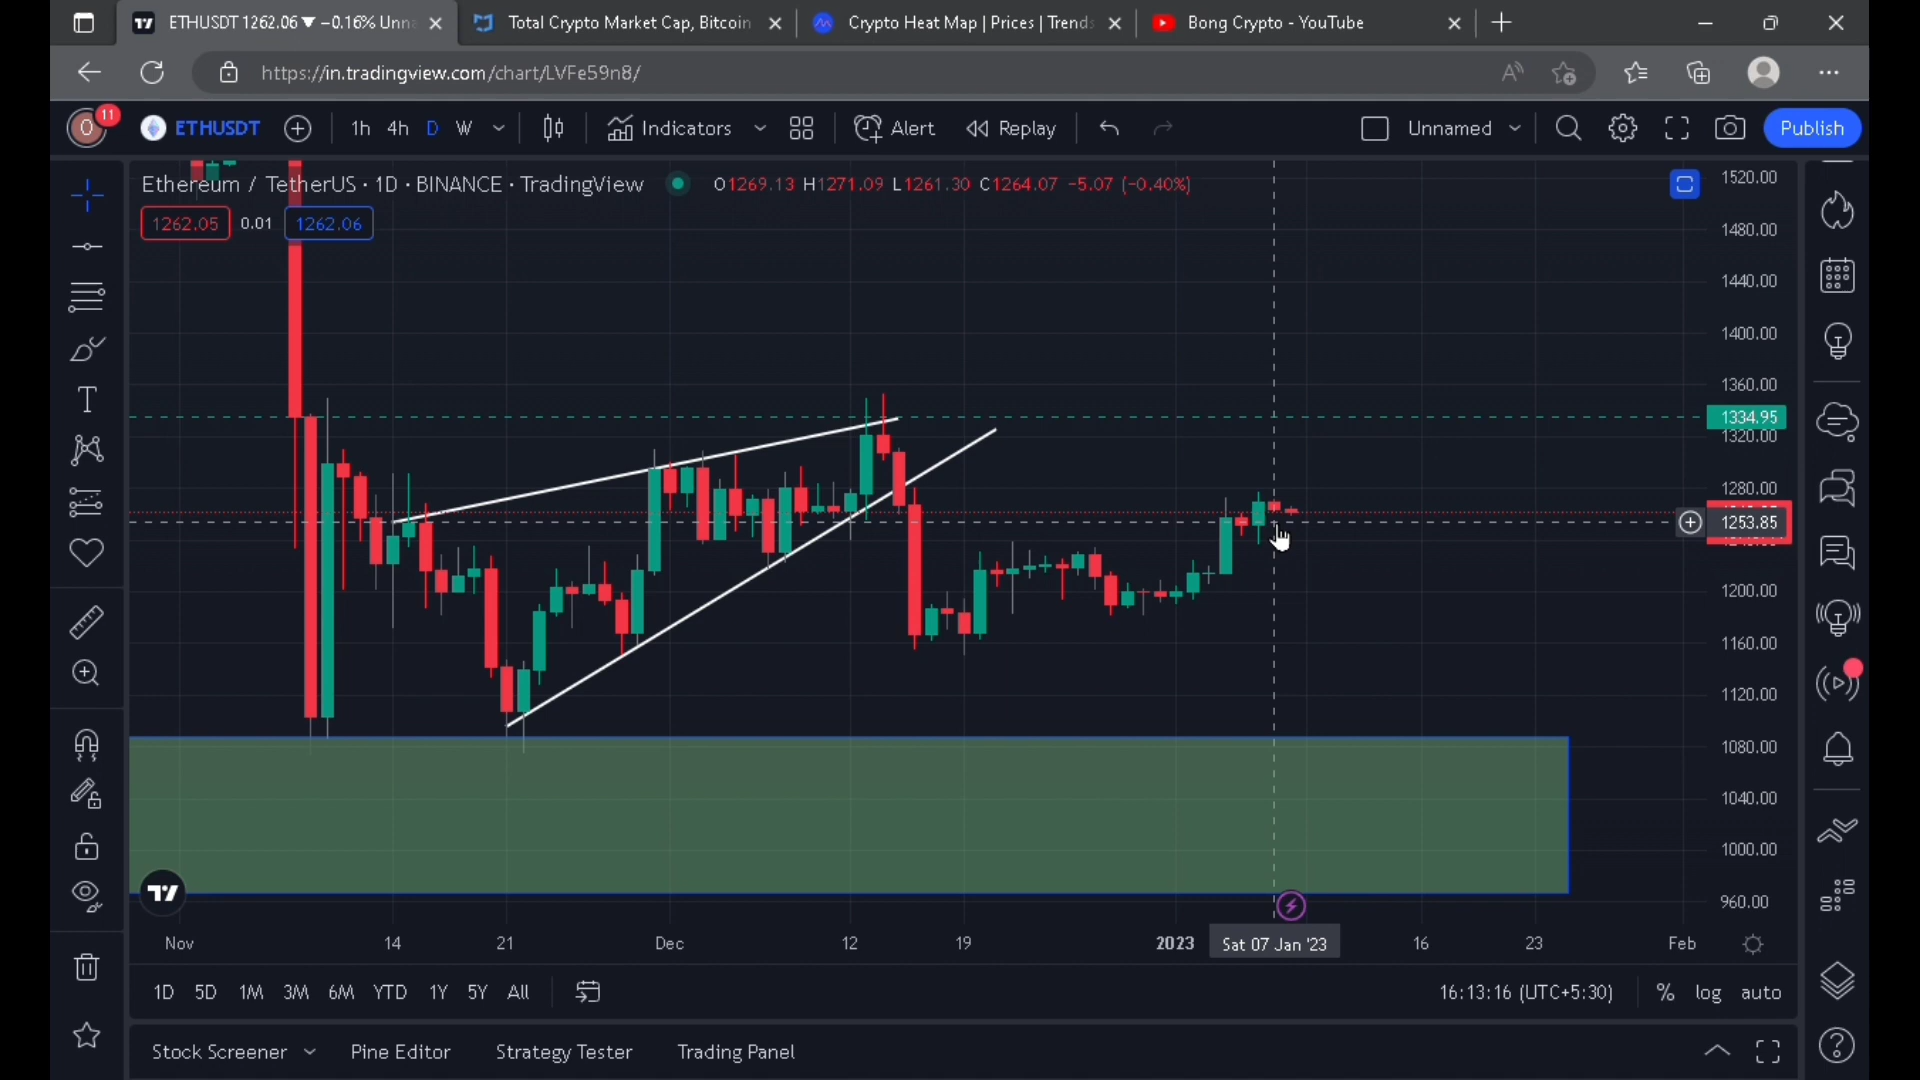 ETHUSDT 1262.06 ▼ −0.16% Unn
Total Crypto Market Cap, Bitcoin
Crypto Heat Map | Prices | Trends
Bong Crypto - YouTube
https://in.tradingview.com/chart/LVFe59n8/
O
11
ETHUSDT
1h 4h D W
Indicators
Alert
Replay
Unnamed
Publish
Ethereum / TetherUS · 1D · BINANCE · TradingView
O1269.13 H1271.09 L1261.30 C1264.07 −5.07 (−0.40%)
1262.05 0.01 1262.06
1520.00
1480.00
1440.00
1400.00
1360.00
1334.95
1320.00
1280.00
1253.85
1200.00
1160.00
1120.00
1080.00
1040.00
1000.00
960.00
Nov 14 21 Dec 12 19 2023 Sat 07 Jan '23 16 23 Feb
1D 5D 1M 3M 6M YTD 1Y 5Y All
16:13:16 (UTC+5:30) % log auto
Stock Screener Pine Editor Strategy Tester Trading Panel